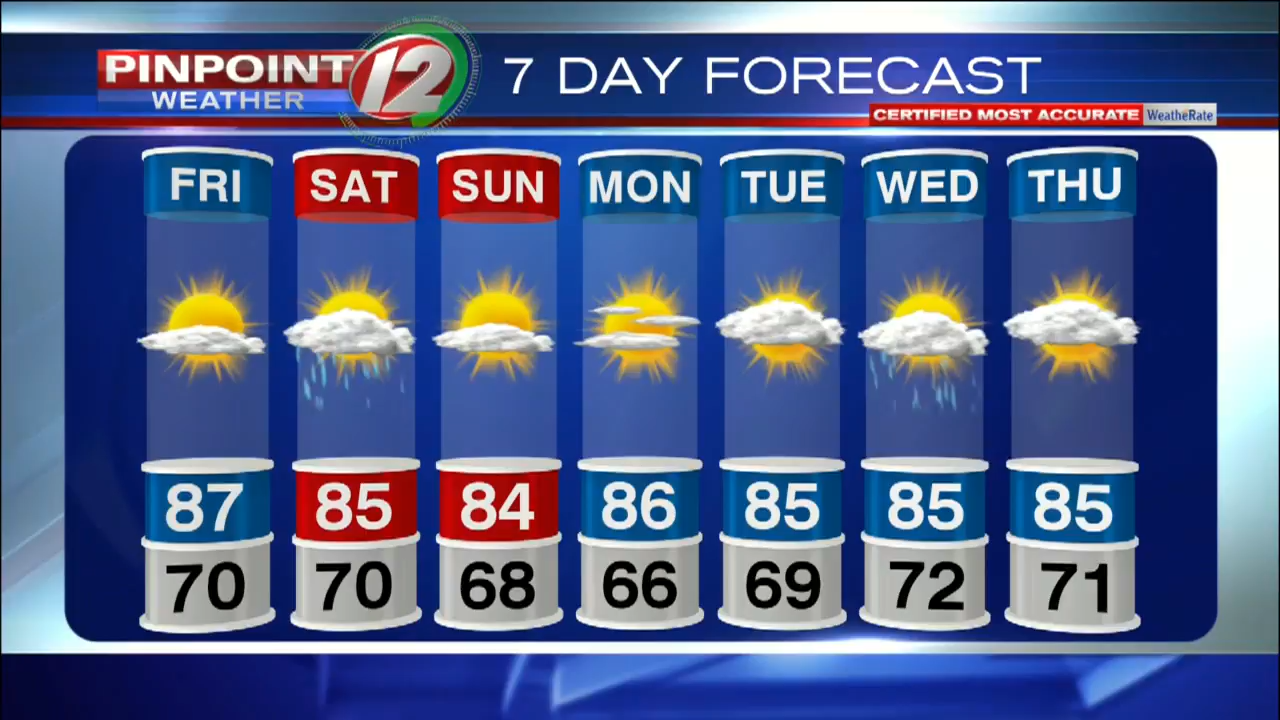 PINPOINT 12 7 DAY FORECAST
WEATHER
CERTIFIED MOST ACCURATE WeatheRate
FRI SAT SUN MON TUE WED THU
87 85 84 86 85 85 85
70 70 68 66 69 72 71